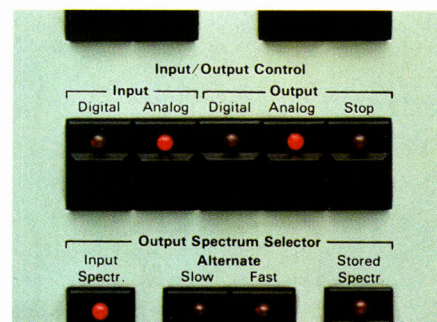 Input/Output Control
Input Output
Digital Analog Digital Analog Stop
Output Spectrum Selector
Input Alternate Stored
Spectr. Slow Fast Spectr.